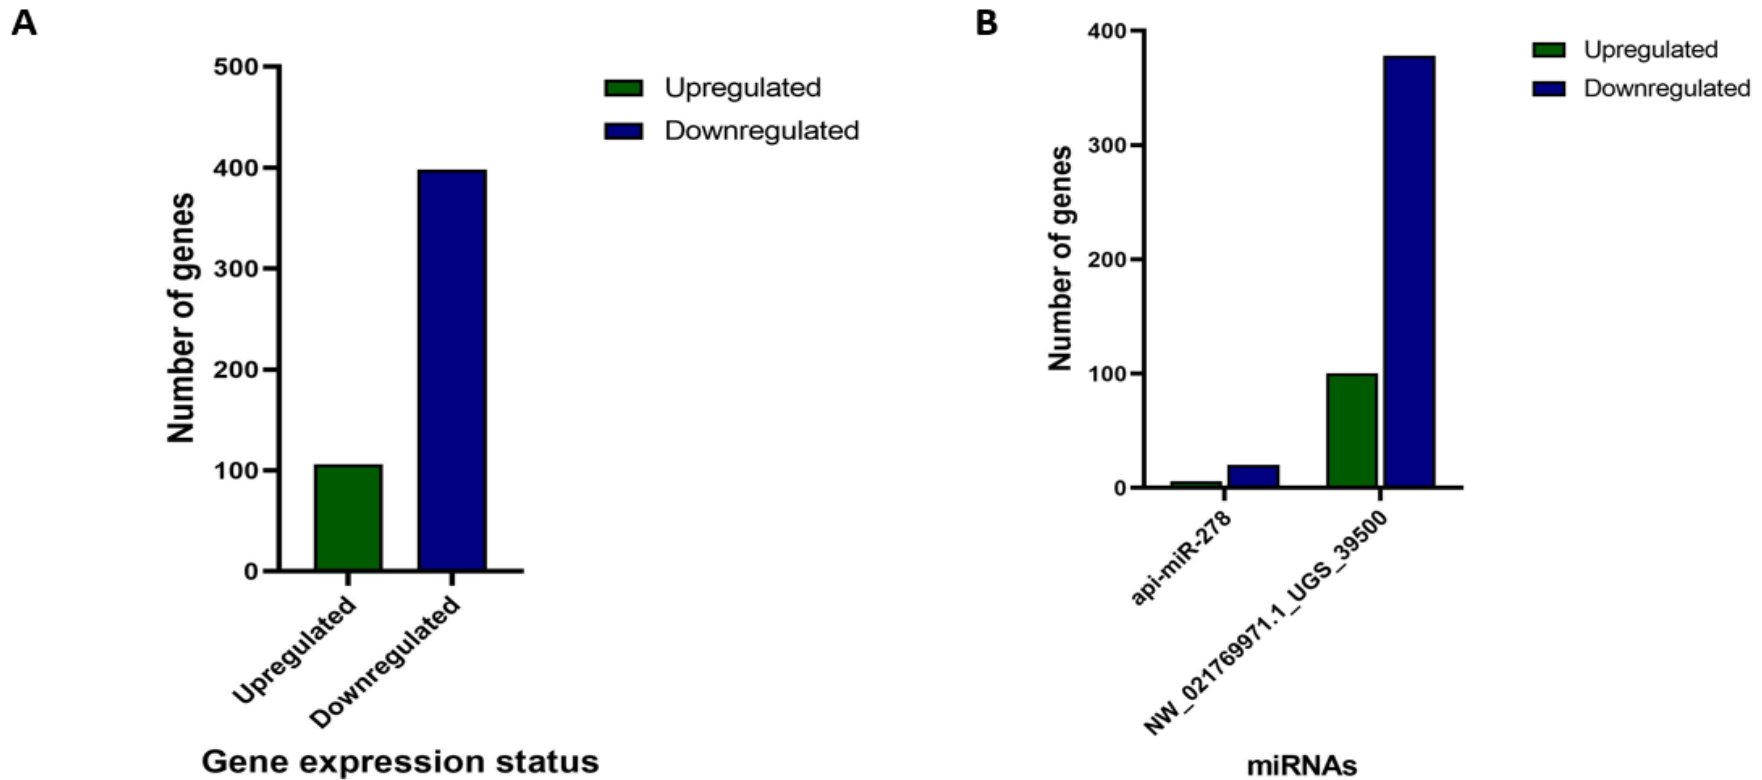 A
500
400
300
200
100
0
Number of genes
Upregulated
Downregulated
Gene expression status
Upregulated
Downregulated
B
400
300
200
100
0
Number of genes
api-miR-278
NW_021769971.1_UGS_39500
miRNAs
Upregulated
Downregulated